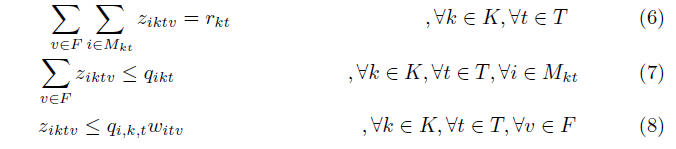 ∑_{v∈F} ∑_{i∈M_{kt}} z_{iktv} = r_{kt} , ∀k ∈ K, ∀t ∈ T (6)
∑_{v∈F} z_{iktv} ≤ q_{ikt} , ∀k ∈ K, ∀t ∈ T, ∀i ∈ M_{kt} (7)
z_{iktv} ≤ q_{i,k,t} w_{itv} , ∀k ∈ K, ∀t ∈ T, ∀v ∈ F (8)